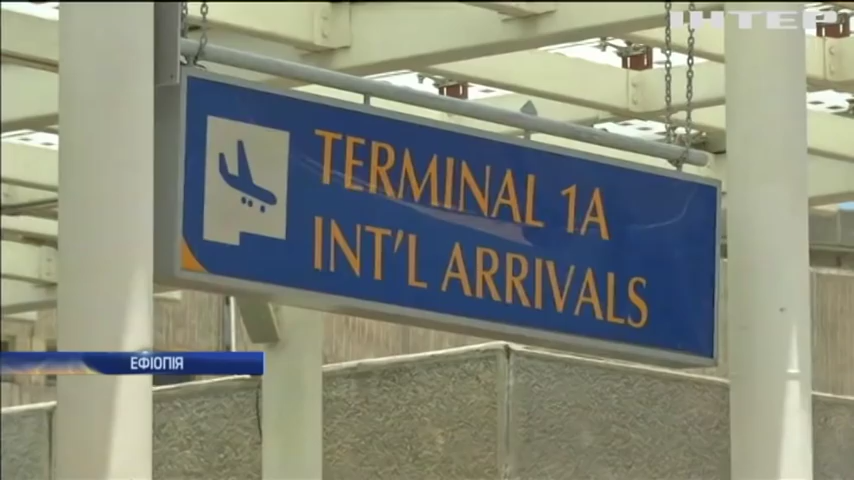 ІНТЕР
TERMINAL 1A
INT'L ARRIVALS
ЕФІОПІЯ